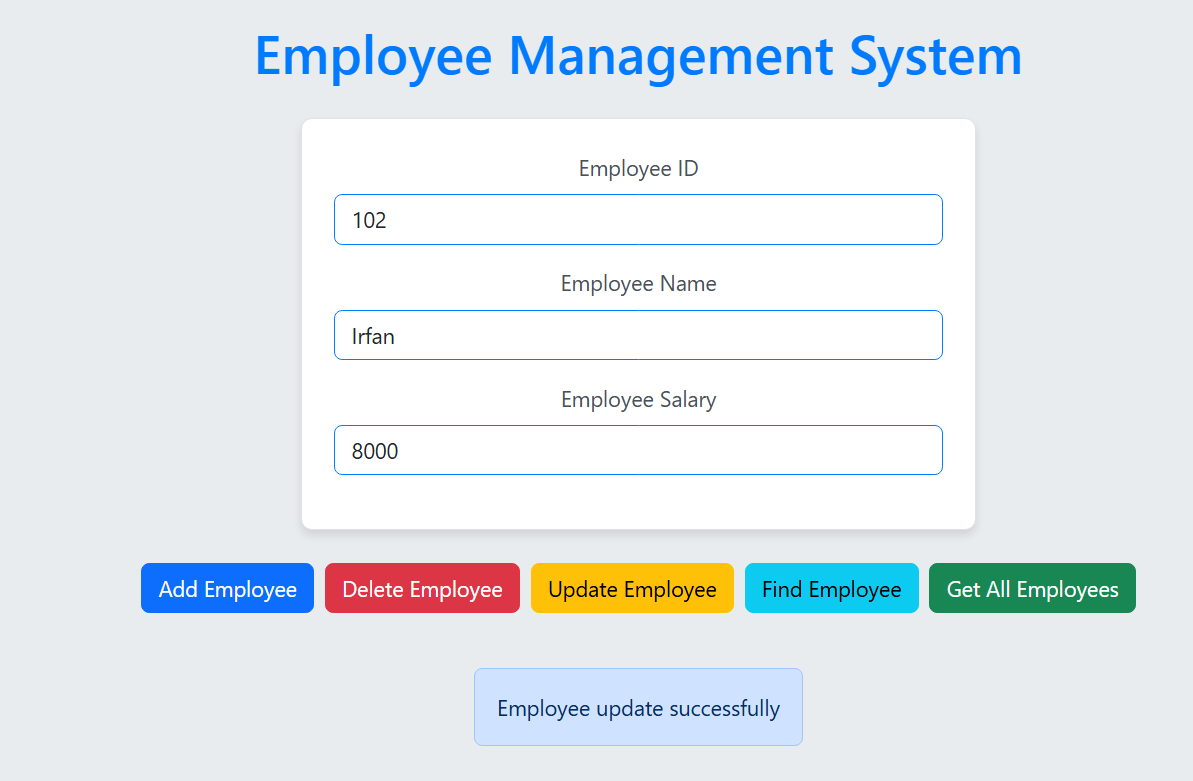 Employee Management System
Employee ID
102
Employee Name
Irfan
Employee Salary
8000
Add Employee Delete Employee Update Employee Find Employee Get All Employees
Employee update successfully